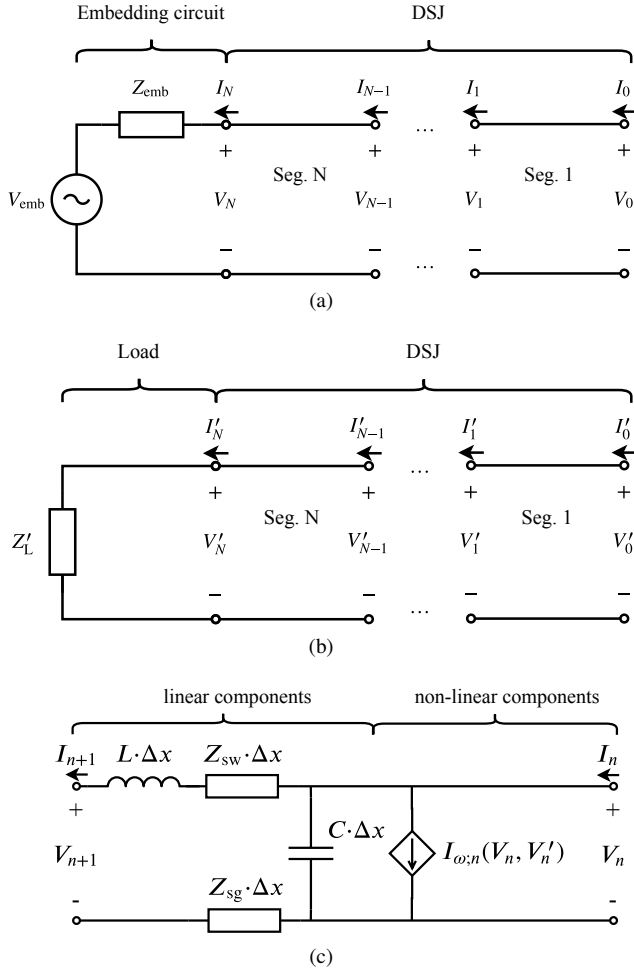 Embedding circuit DSJ
Z_emb I_N I_{N−1} I_1 I_0
+ + ... + +
Seg. N Seg. 1
V_emb V_N V_{N−1} V_1 V_0
− − ... − −
(a)
Load DSJ
I′_N I′_{N−1} I′_1 I′_0
+ + ... + +
Seg. N Seg. 1
Z′_L V′_N V′_{N−1} V′_1 V′_0
− − ... − −
(b)
linear components non-linear components
I_{n+1} L·Δx Z_sw·Δx I_n
+ +
C·Δx
V_{n+1} I_{ω;n}(V_n, V′_n) V_n
Z_sg·Δx
- -
(c)